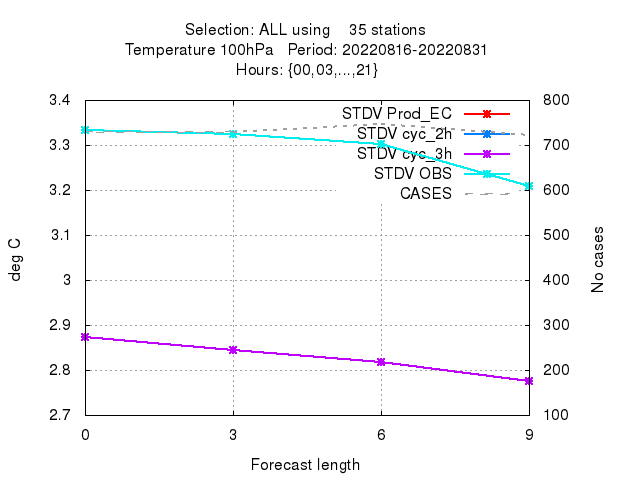 Selection: ALL using    35 stations
Temperature 100hPa   Period: 20220816-20220831
Hours: {00,03,...,21}
3.4
3.3
3.2
3.1
3
2.9
2.8
2.7
deg C
STDV Prod_EC
STDV cyc_2h
STDV cyc_3h
STDV OBS
CASES
800
700
600
500
400
300
200
100
No cases
0 3 6 9
Forecast length